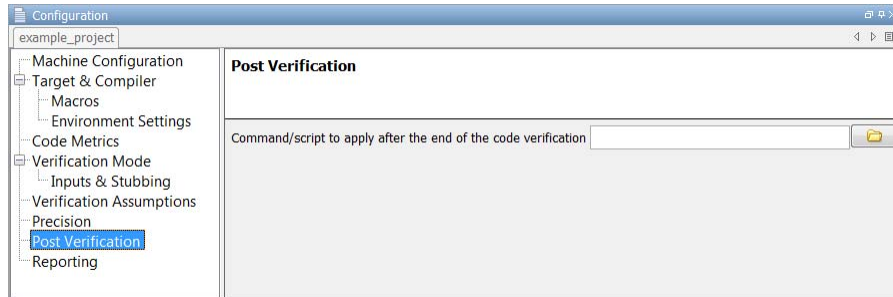 Configuration
example_project
Machine Configuration
Target & Compiler
Macros
Environment Settings
Code Metrics
Verification Mode
Inputs & Stubbing
Verification Assumptions
Precision
Post Verification
Reporting
Post Verification
Command/script to apply after the end of the code verification